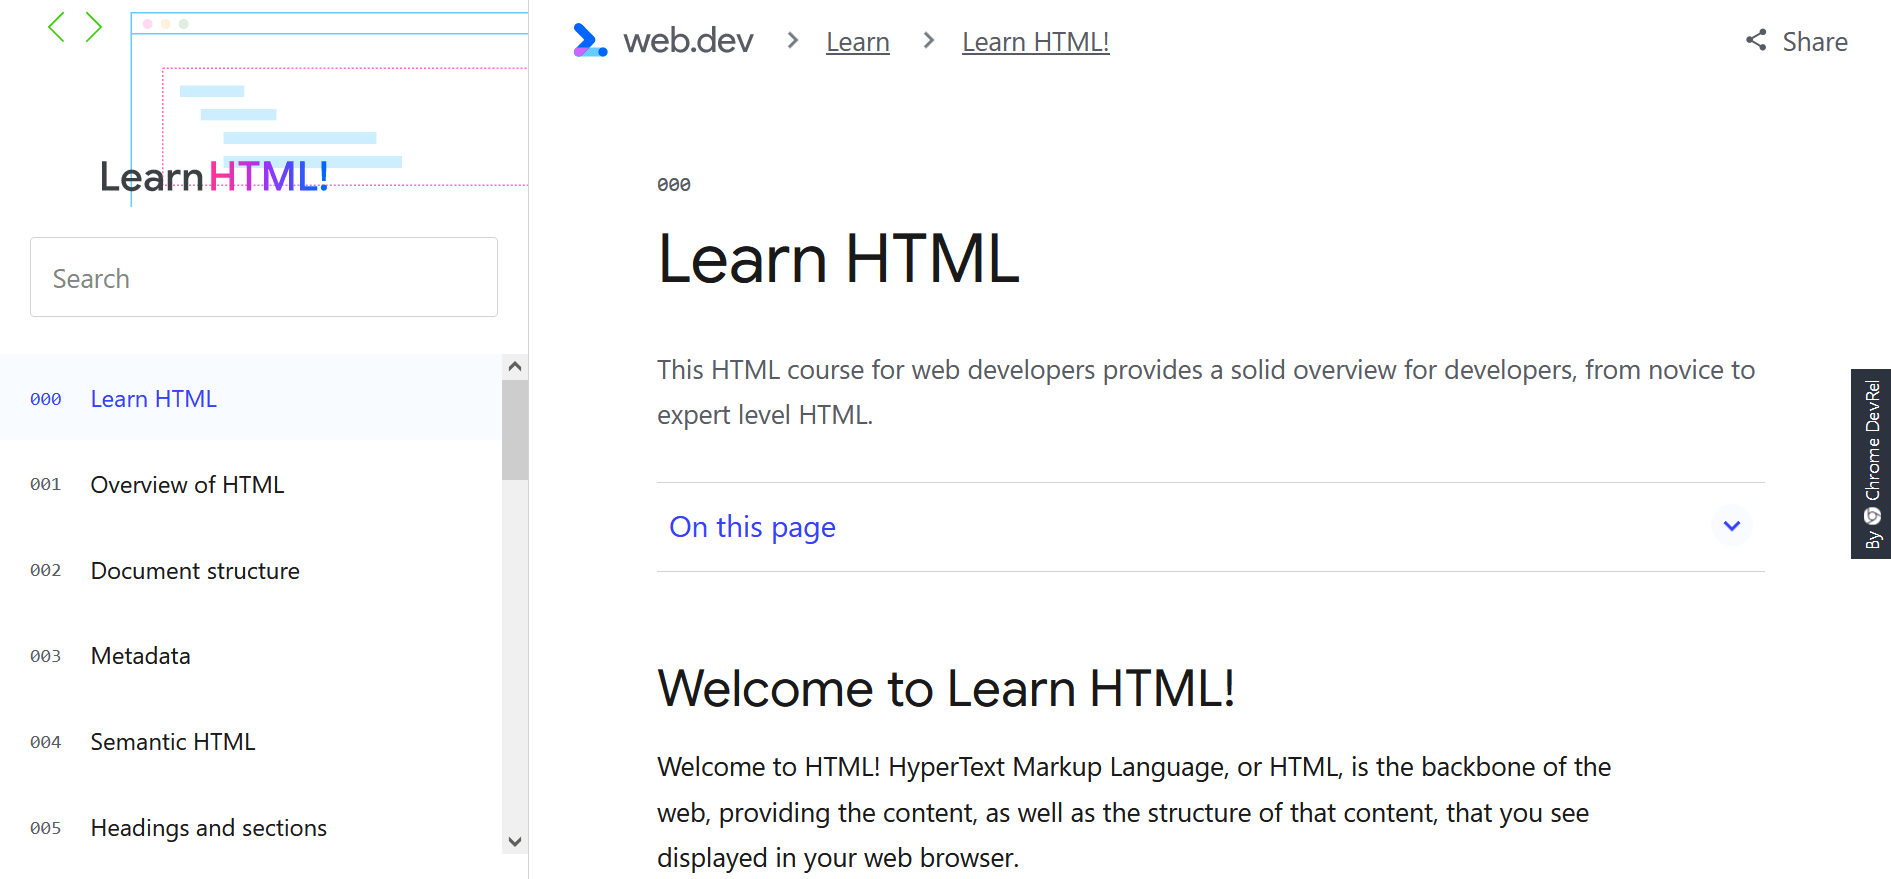 Learn HTML!
Search
000 Learn HTML
001 Overview of HTML
002 Document structure
003 Metadata
004 Semantic HTML
005 Headings and sections
web.dev > Learn > Learn HTML!
Share
000
Learn HTML
This HTML course for web developers provides a solid overview for developers, from novice to
expert level HTML.
On this page
Welcome to Learn HTML!
Welcome to HTML! HyperText Markup Language, or HTML, is the backbone of the
web, providing the content, as well as the structure of that content, that you see
displayed in your web browser.
By Chrome DevRel